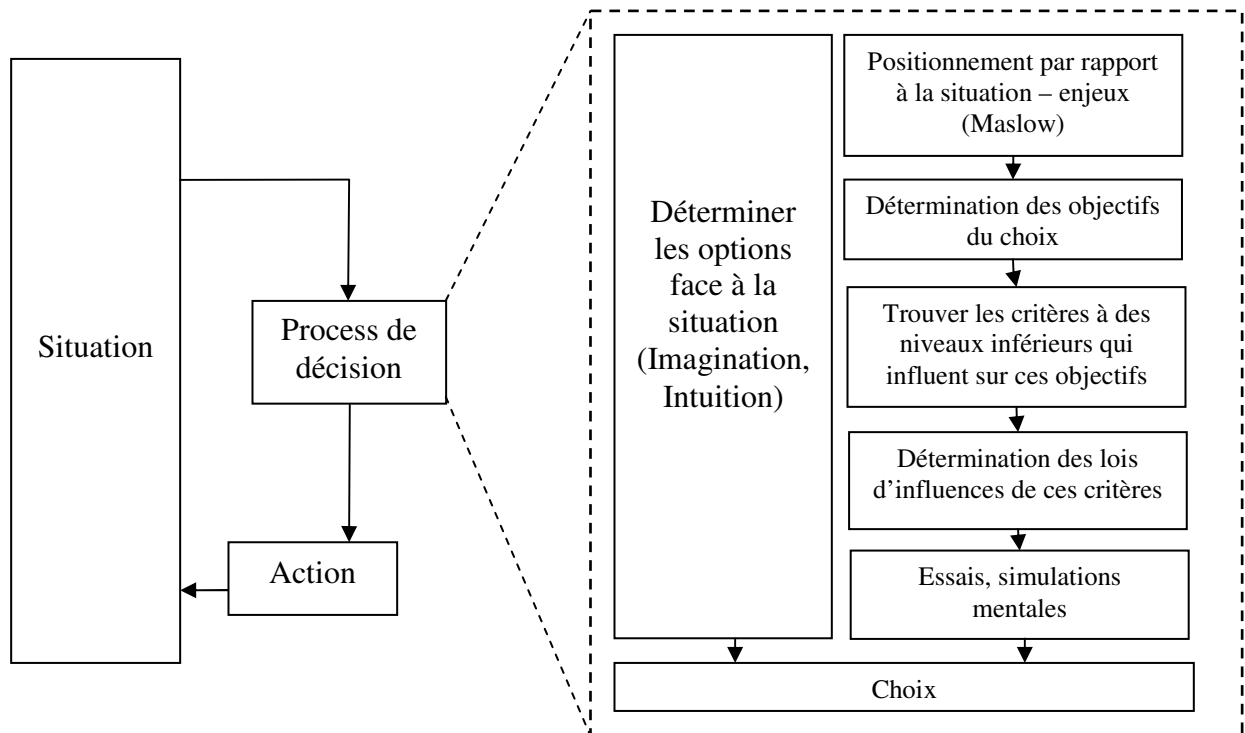 Situation
Process de
décision
Action
Déterminer
les options
face à la
situation
(Imagination,
Intuition)
Positionnement par rapport
à la situation – enjeux
(Maslow)
Détermination des objectifs
du choix
Trouver les critères à des
niveaux inférieurs qui
influent sur ces objectifs
Détermination des lois
d’influences de ces critères
Essais, simulations
mentales
Choix